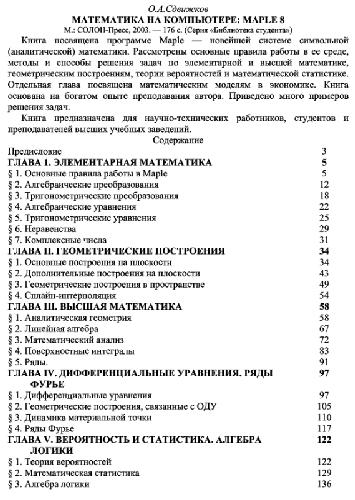 О.А.Сдвижков
МАТЕМАТИКА НА КОМПЬЮТЕРЕ: MAPLE 8
М.: СОЛОН-Пресс, 2003. — 176 с. (Серия «Библиотека студента»)
Книга посвящена программе Maple — новейшей системе символьной
(аналитической) математики. Рассмотрены основные правила работы в ее среде,
методы и способы решения задач по элементарной и высшей математике,
геометрическим построениям, теории вероятностей и математической статистике.
Отдельная глава посвящена математическим моделям в экономике. Книга
основана на богатом опыте преподавания автора. Приведено много примеров
решения задач.
Книга предназначена для научно-технических работников, студентов и
преподавателей высших учебных заведений.
Содержание
Предисловие 3
ГЛАВА I. ЭЛЕМЕНТАРНАЯ МАТЕМАТИКА 5
§ 1. Основные правила работы в Maple 5
§ 2. Алгебраические преобразования 12
§ 3. Тригонометрические преобразования 18
§ 4. Алгебраические уравнения 22
§ 5. Тригонометрические уравнения 25
§ 6. Неравенства 29
§ 7. Комплексные числа 31
ГЛАВА II. ГЕОМЕТРИЧЕСКИЕ ПОСТРОЕНИЯ 34
§ 1. Основные построения на плоскости 34
§ 2. Дополнительные построения на плоскости 43
§ 3. Геометрические построения в пространстве 49
§ 4. Сплайн-интерполяция 54
ГЛАВА III. ВЫСШАЯ МАТЕМАТИКА 58
§ 1. Аналитическая геометрия 58
§ 2. Линейная алгебра 67
§ 3. Математический анализ 72
§ 4. Поверхностные интегралы 83
§ 5. Ряды. 91
ГЛАВА IV. ДИФФЕРЕНЦИАЛЬНЫЕ УРАВНЕНИЯ. РЯДЫ 97
ФУРЬЕ
§ 1. Дифференциальные уравнения 97
§ 2. Геометрические построения, связанные с ОДУ 105
§ 3. Динамика материальной точки 110
§ 4. Ряды Фурье 117
ГЛАВА V. ВЕРОЯТНОСТЬ И СТАТИСТИКА. АЛГЕБРА 122
ЛОГИКИ
§ 1. Теория вероятностей 122
§ 2. Математическая статистика 129
§ 3. Алгебра логики 136